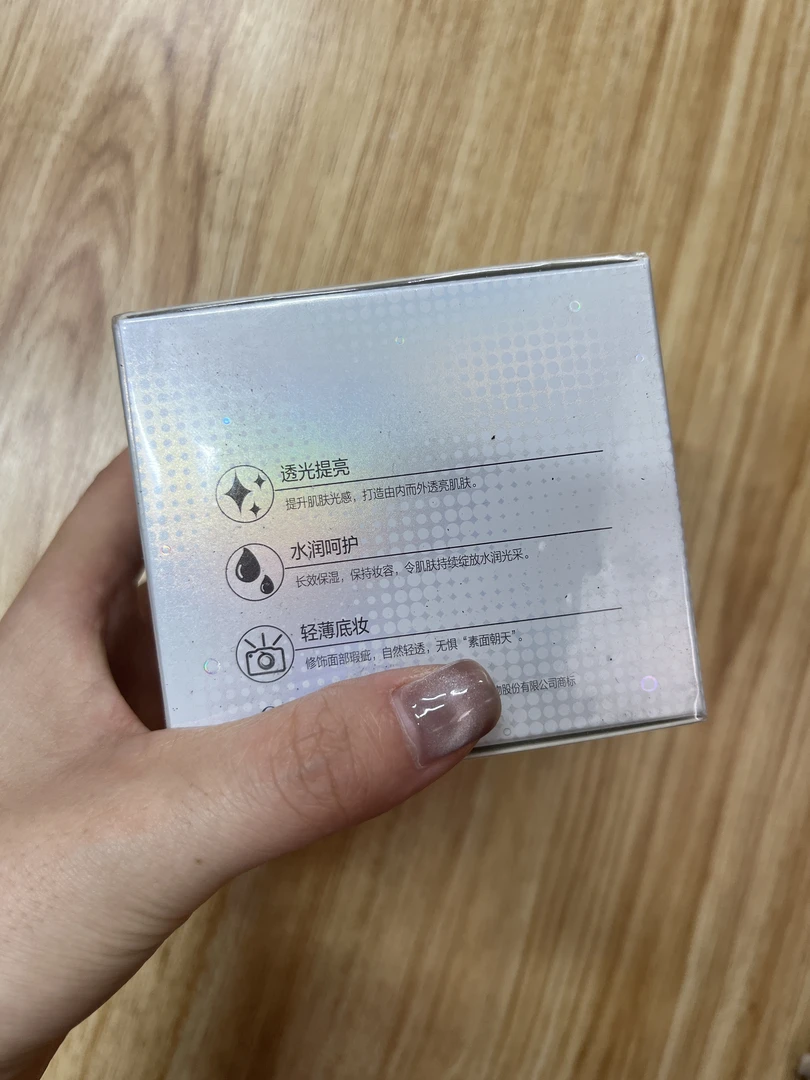 透光提亮
提升肌肤光感，打造由内而外透亮肌肤。
水润呵护
长效保湿，保持妆容，令肌肤持续绽放水润光采。
轻薄底妆
修饰面部瑕疵，自然轻透，无惧“素面朝天”。
股份有限公司商标